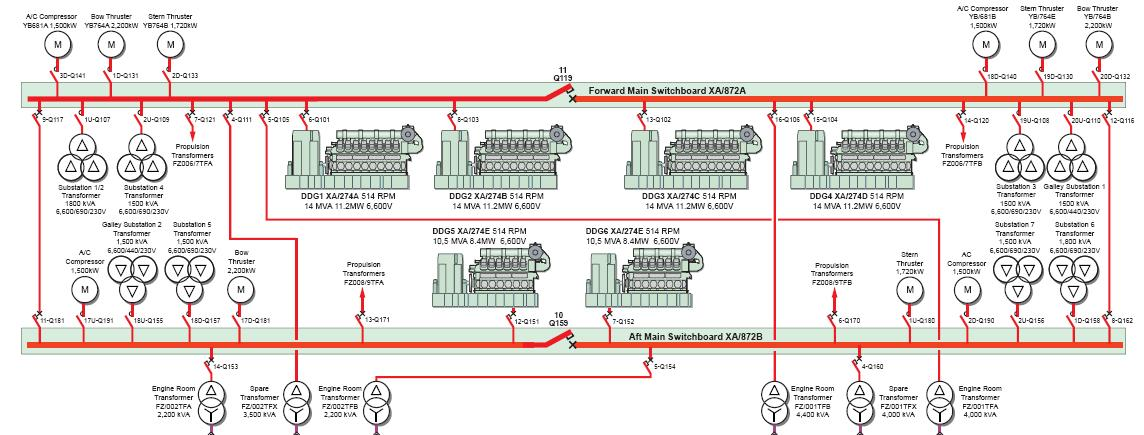 A/C Compressor
YB681A 1,500kW
Bow Thruster
YB764A 2,200kW
Stern Thruster
YB764B 1,720kW
A/C Compressor
YB/681B
1,500kW
Stern Thruster
YB/764E
1,720kW
Bow Thruster
YB/764B
2,200kW
M
M
M
M
M
M
3D-Q141
1D-Q131
2D-Q133
11
Q119
18D-Q140
19D-Q130
20D-Q132
Forward Main Switchboard XA/872A
9-Q117
1U-Q107
2U-Q109
7-Q121
4-Q111
5-Q105
6-Q101
8-Q103
13-Q102
16-Q106
15-Q104
14-Q120
19U-Q108
20U-Q110
12-Q116
Propulsion
Transformers
FZ006/7TFA
Propulsion
Transformers
FZ006/7TFB
Substation 1/2
Transformer
1800 kVA
6,600/690/230V
Substation 4
Transformer
1500 kVA
6,600/690/230V
DDG1 XA/274A 514 RPM
14 MVA 11.2MW 6,600V
DDG2 XA/274B 514 RPM
14 MVA 11.2MW 6,600V
DDG3 XA/274C 514 RPM
14 MVA 11.2MW 6,600V
DDG4 XA/274D 514 RPM
14 MVA 11.2MW 6,600V
Substation 3
Transformer
1500 kVA
6,600/690/230V
Galley Substation 1
Transformer
1500 kVA
6,600/440/230V
Galley Substation 2
Transformer
1,500 kVA
6,600/440/230V
Substation 5
Transformer
1,500 kVA
6,600/690/230V
DDG5 XA/274E 514 RPM
10,5 MVA 8.4MW 6,600V
DDG6 XA/274E 514 RPM
10,5 MVA 8.4MW 6,600V
Substation 7
Transformer
1,500 kVA
6,600/690/230V
Substation 6
Transformer
1,800 kVA
6,600/690/230V
A/C
Compressor
1,500kW
Bow
Thruster
2,200kW
Propulsion
Transformers
FZ008/9TFA
Propulsion
Transformers
FZ008/9TFB
Stern
Thruster
1,720kW
AC
Compressor
1,500kW
M
M
M
M
11-Q181
17U-Q191
18U-Q155
18D-Q157
17D-Q181
13-Q171
12-Q151
10
Q159
7-Q152
6-Q170
1U-Q180
2D-Q190
2U-Q156
1D-Q158
8-Q162
Aft Main Switchboard XA/872B
14-Q153
5-Q154
4-Q160
Engine Room
Transformer
FZ/002TFA
2,200 kVA
Spare
Transformer
FZ/002TFX
3,500 kVA
Engine Room
Transformer
FZ/002TFB
2,200 kVA
Engine Room
Transformer
FZ/001TFB
4,400 kVA
Spare
Transformer
FZ/001TFX
4,000 kVA
Engine Room
Transformer
FZ/001TFA
4,000 kVA